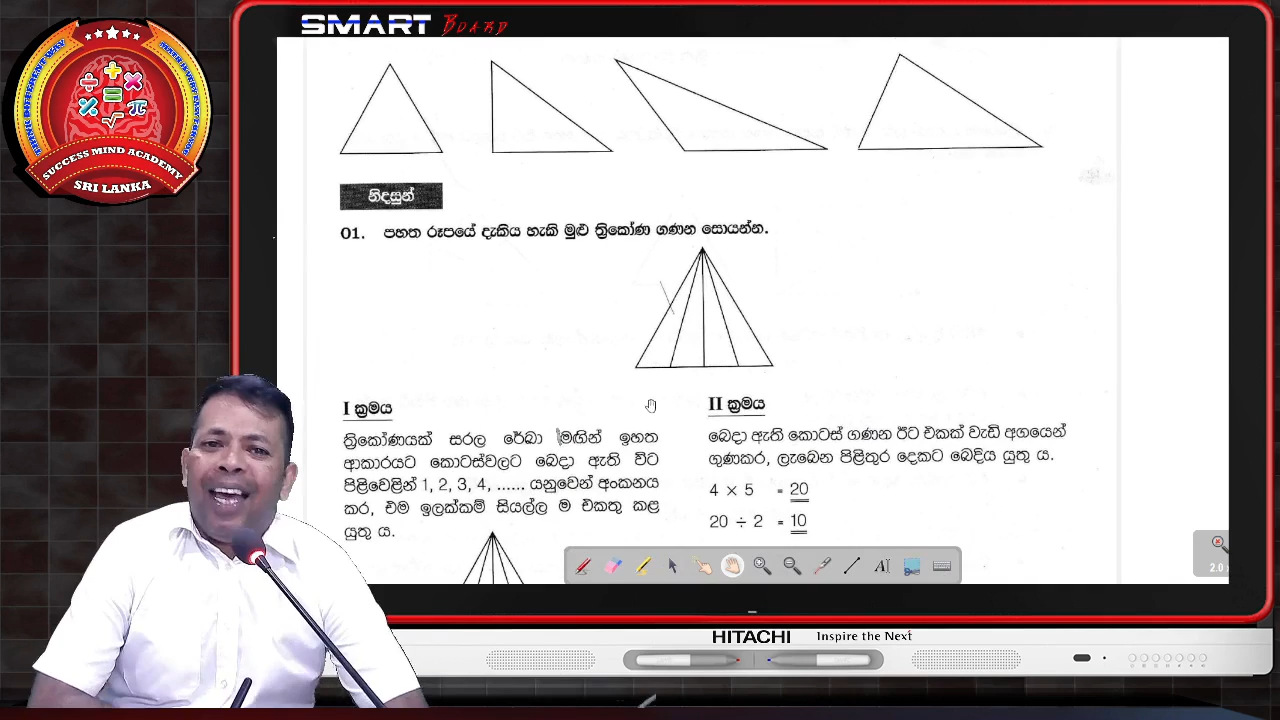 SMART BOARD
SUCCESS MIND ACADEMY
SRI LANKA
නිදසුන්
01. පහත රූපයේ දැකිය හැකි මුළු ත්‍රිකෝණ ගණන සොයන්න.
I ක්‍රමය
ත්‍රිකෝණයක් සරල රේඛා මඟින් ඉහත
ආකාරයට කොටස්වලට බෙදා ඇති විට
පිළිවෙළින් 1, 2, 3, 4, ...... යනුවෙන් අංකනය
කර, එම ඉලක්කම් සියල්ල ම එකතු කළ
යුතු ය.
II ක්‍රමය
බෙදා ඇති කොටස් ගණන ඊට එකක් වැඩි අගයෙන්
ගුණකර, ලැබෙන පිළිතුර දෙකට බෙදිය යුතු ය.
4 × 5 = 20
20 ÷ 2 = 10
2.0
HITACHI Inspire the Next